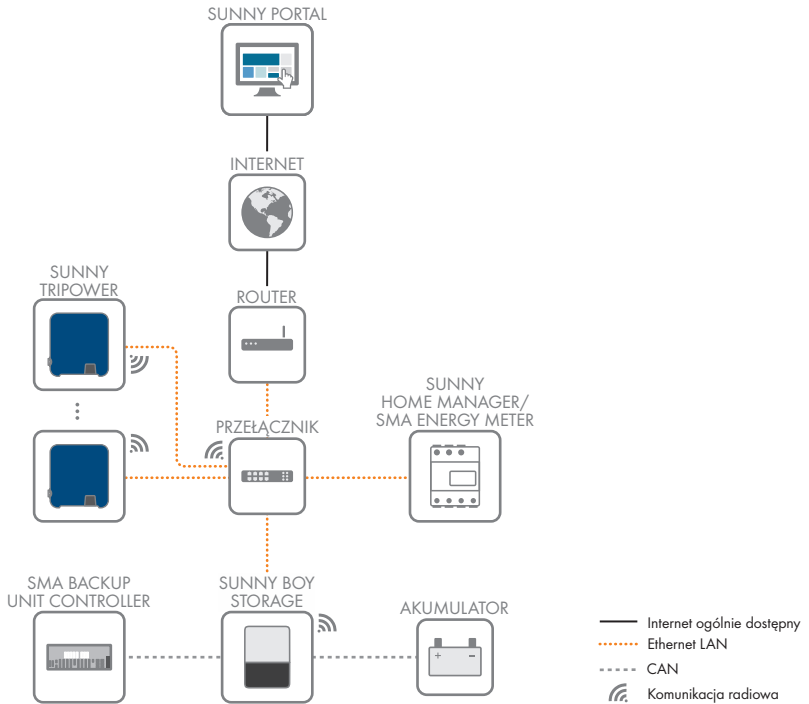 SUNNY PORTAL
INTERNET
SUNNY
TRIPOWER
ROUTER
SUNNY
HOME MANAGER/
SMA ENERGY METER
PRZEŁĄCZNIK
SMA BACKUP
UNIT CONTROLLER
SUNNY BOY
STORAGE
AKUMULATOR
Internet ogólnie dostępny
Ethernet LAN
CAN
Komunikacja radiowa